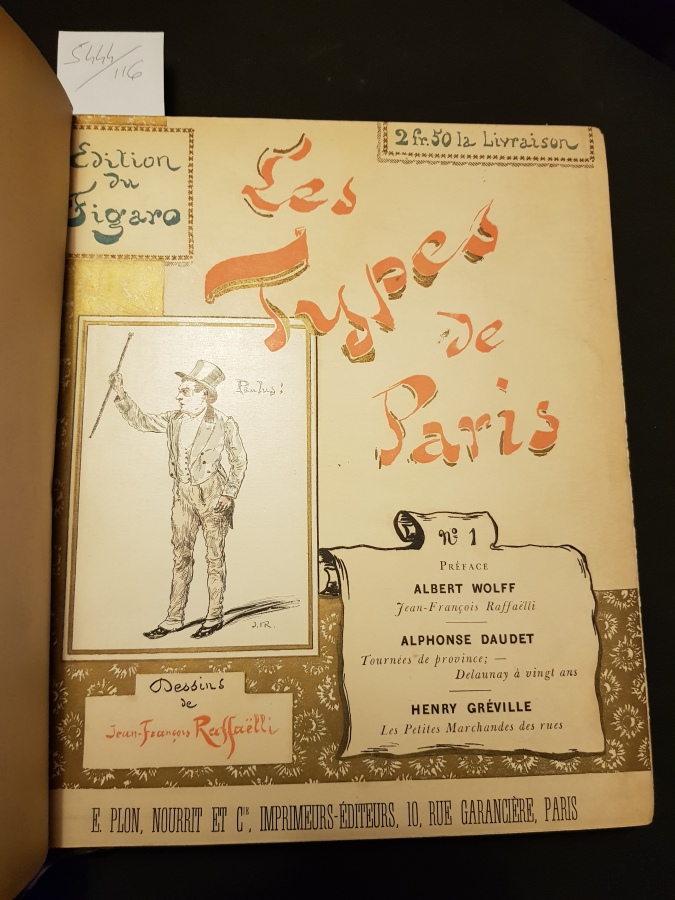 5444/116
Edition
du
Figaro
2 fr. 50 la Livraison
Les
Types
de
Paris
Paulus:
J.F.R.
Nº 1
PRÉFACE
ALBERT WOLFF
Jean-François Raffaëlli
ALPHONSE DAUDET
Tournées de province; —
Delaunay à vingt ans
HENRY GRÉVILLE
Les Petites Marchandes des rues
Dessins
de
Jean-François Raffaëlli
E. PLON, NOURRIT ET Cie, IMPRIMEURS-ÉDITEURS, 10, RUE GARANCIÈRE, PARIS